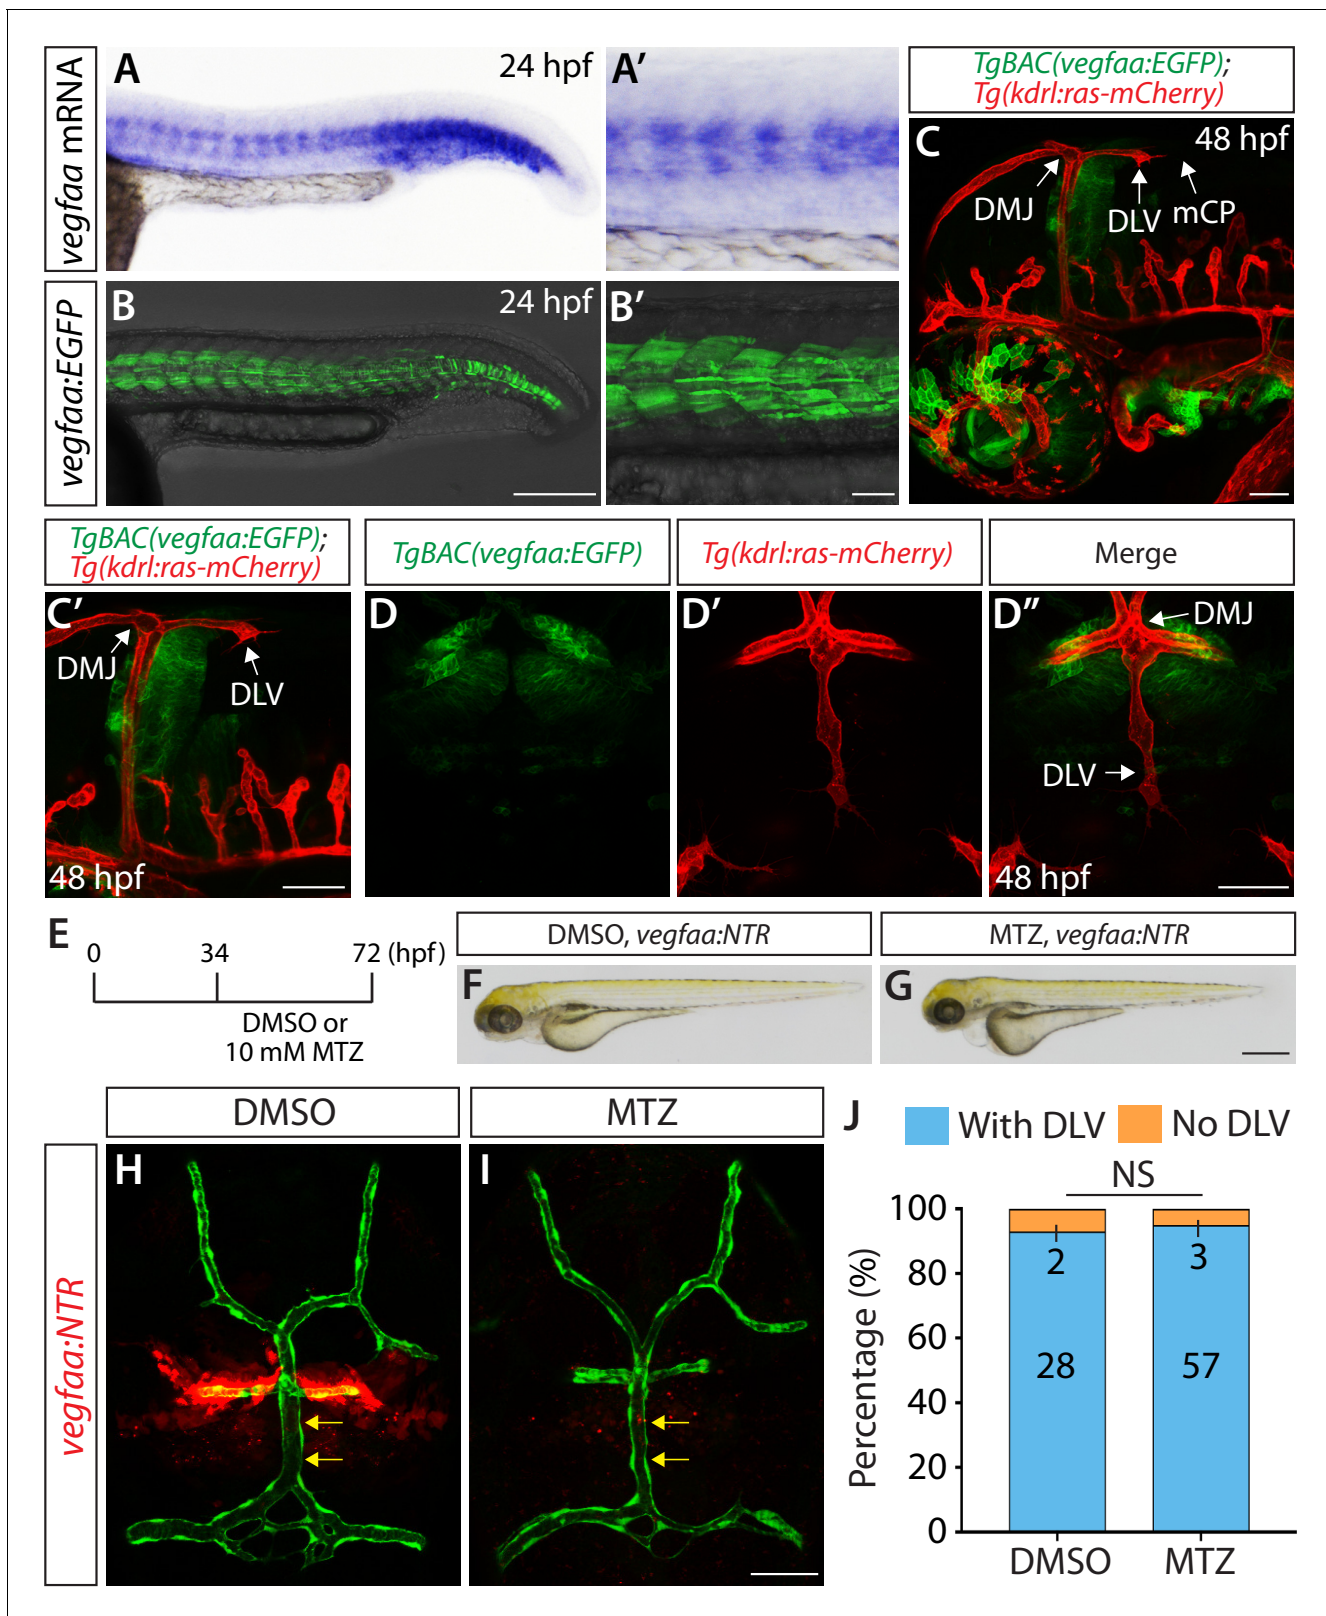 vegfaa mRNA
A
24 hpf
A′
TgBAC(vegfaa:EGFP);
Tg(kdrl:ras-mCherry)
C
48 hpf
DMJ
DLV
mCP
vegfaa:EGFP
B
24 hpf
B′
TgBAC(vegfaa:EGFP);
Tg(kdrl:ras-mCherry)
TgBAC(vegfaa:EGFP)
Tg(kdrl:ras-mCherry)
Merge
C′
DMJ
DLV
48 hpf
D
D′
D″
DMJ
DLV
48 hpf
E
0 34 72 (hpf)
DMSO or
10 mM MTZ
DMSO, vegfaa:NTR
MTZ, vegfaa:NTR
F
G
DMSO
MTZ
vegfaa:NTR
H
I
J
With DLV
No DLV
NS
Percentage (%)
100
80
60
40
20
0
2
3
28
57
DMSO
MTZ